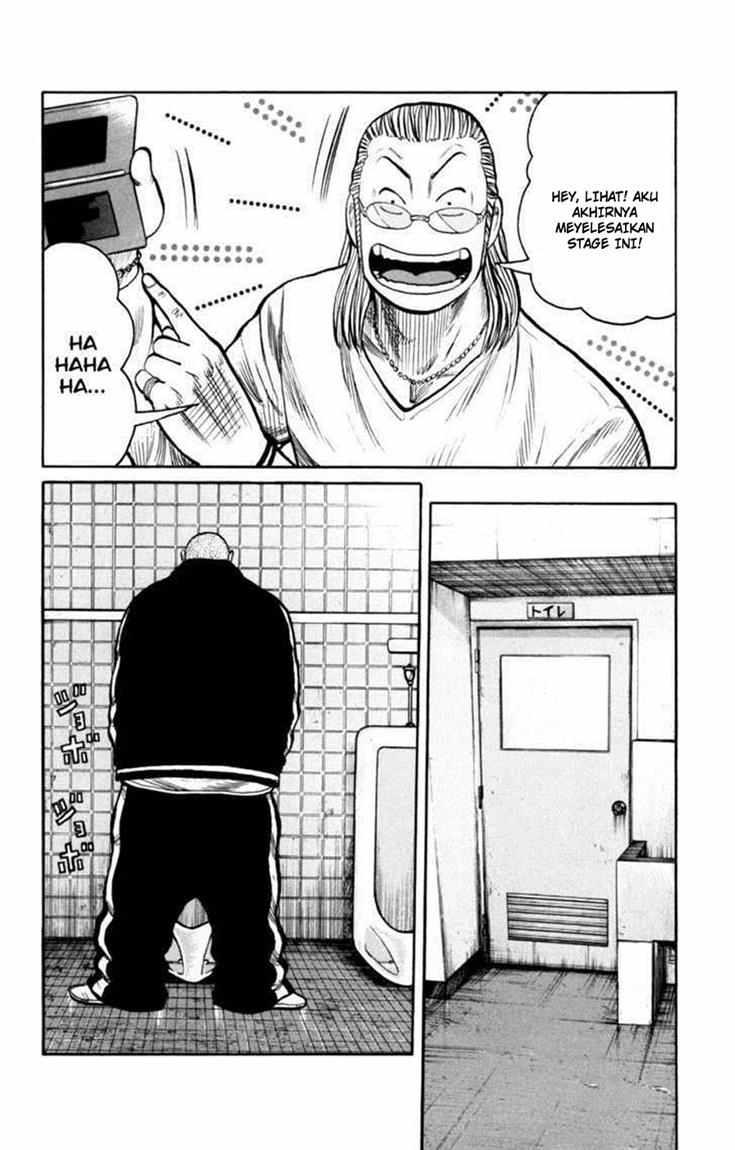 HEY, LIHAT! AKU
AKHIRNYA
MEYELESAIKAN
STAGE INI!
HA
HAHA
HA...
トイレ
ジョ
ボ
ジョ
ボ